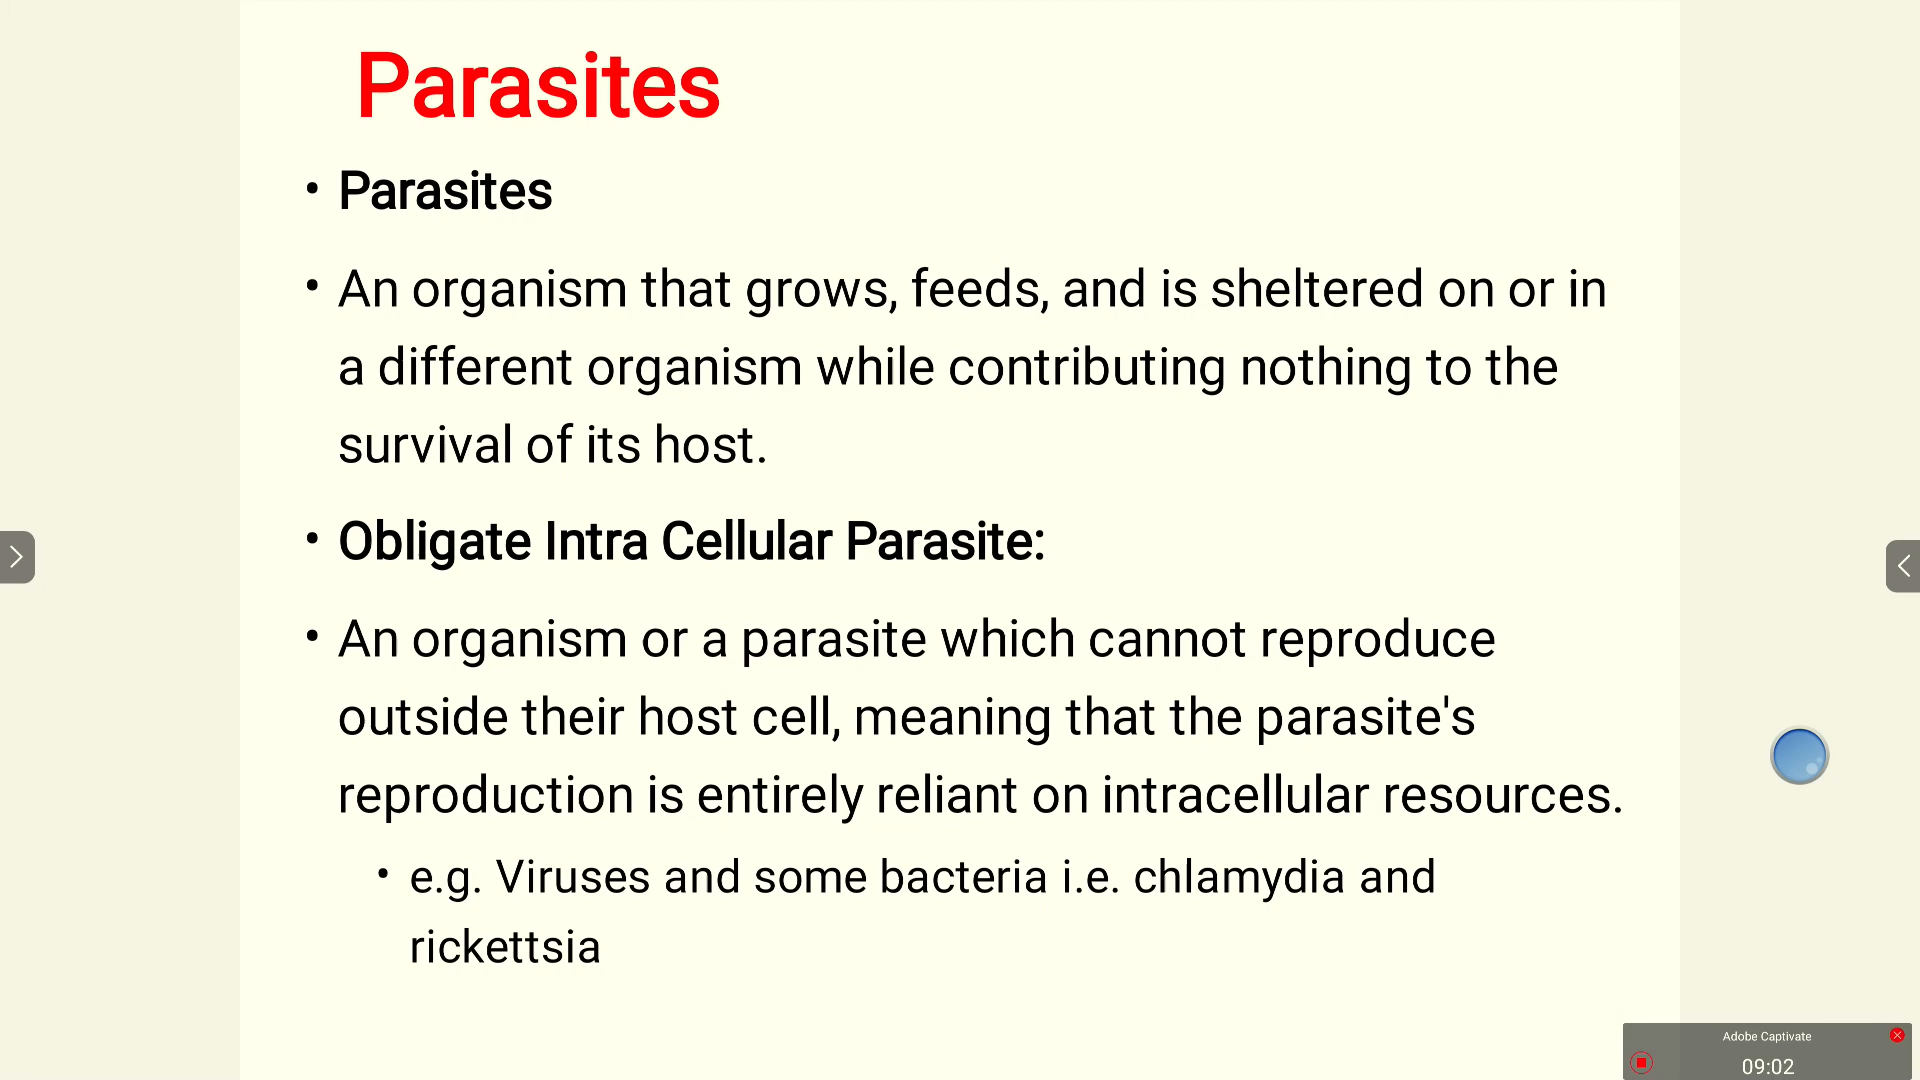 Parasites
• Parasites
• An organism that grows, feeds, and is sheltered on or in
a different organism while contributing nothing to the
survival of its host.
• Obligate Intra Cellular Parasite:
• An organism or a parasite which cannot reproduce
outside their host cell, meaning that the parasite's
reproduction is entirely reliant on intracellular resources.
• e.g. Viruses and some bacteria i.e. chlamydia and
rickettsia
Adobe Captivate
09:02